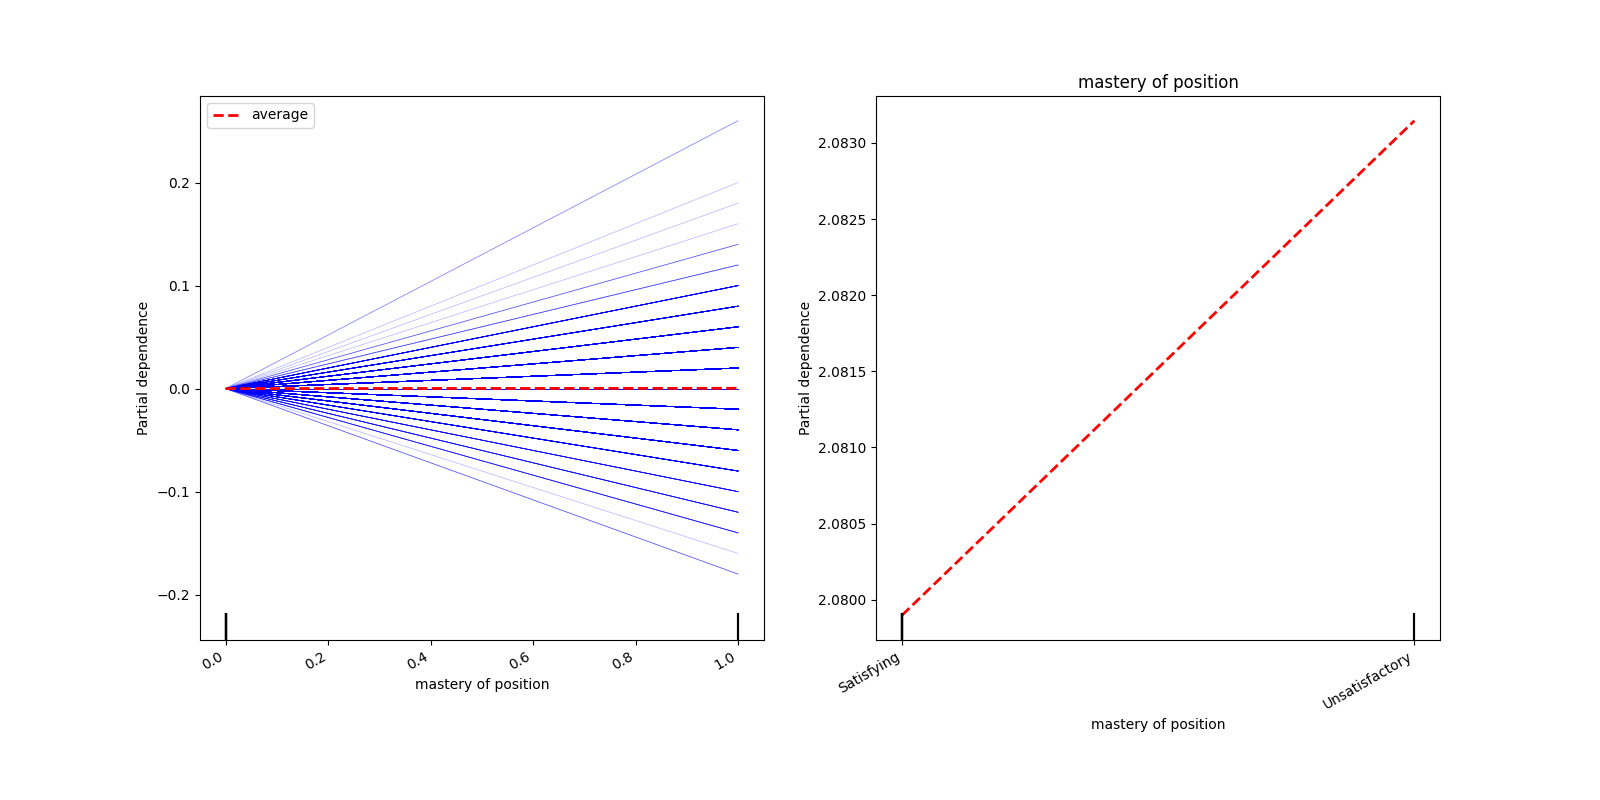 average
Partial dependence
0.2
0.1
0.0
−0.1
−0.2
0.0
0.2
0.4
0.6
0.8
1.0
mastery of position
mastery of position
Partial dependence
2.0830
2.0825
2.0820
2.0815
2.0810
2.0805
2.0800
Satisfying
Unsatisfactory
mastery of position